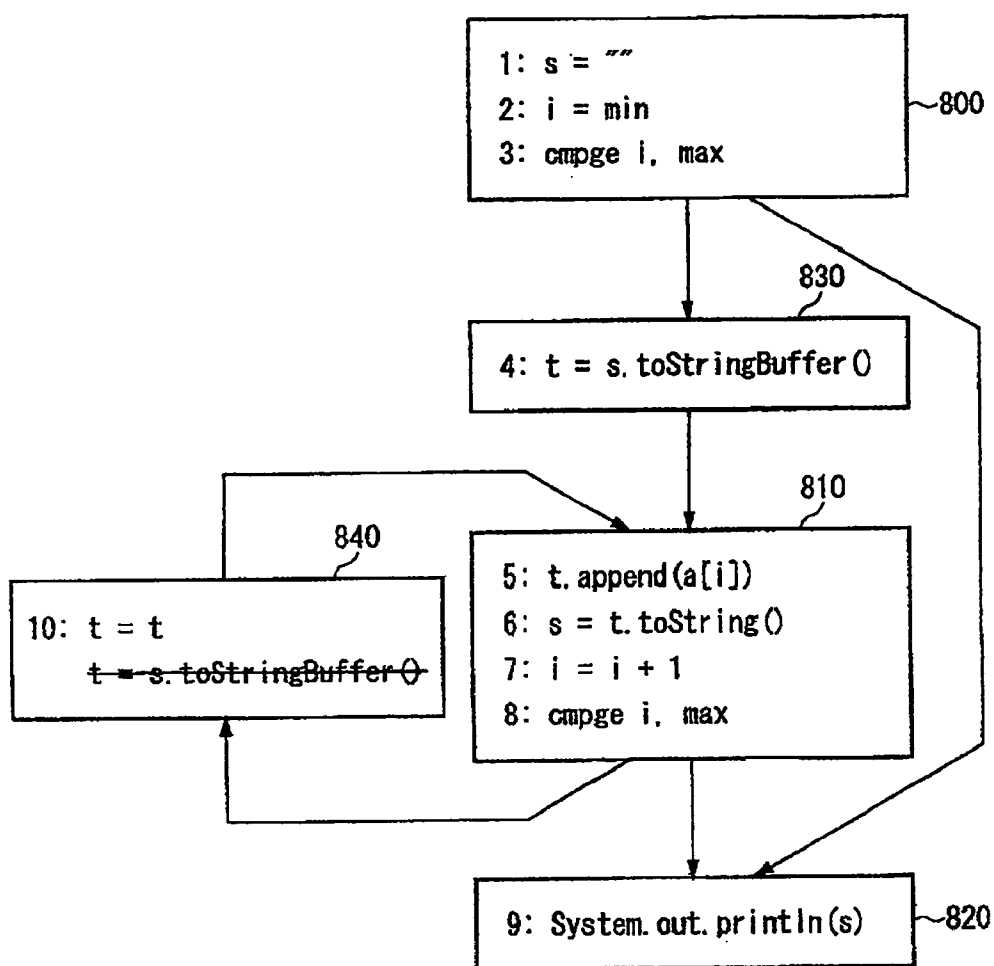 1: s = ""
2: i = min
3: cmpge i, max
800
830
4: t = s.toStringBuffer()
810
5: t.append(a[i])
6: s = t.toString()
7: i = i + 1
8: cmpge i, max
840
10: t = t
t = s.toStringBuffer()
9: System.out.println(s)
820